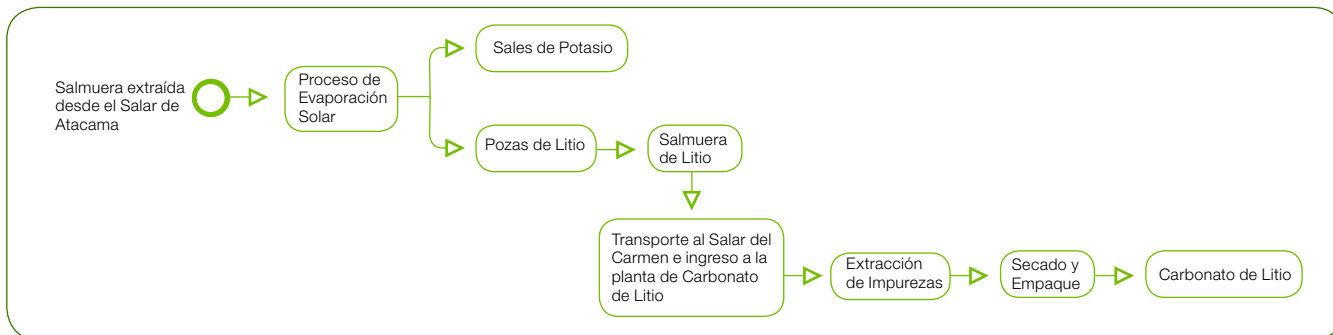 Salmuera extraída
desde el Salar de
Atacama
Proceso de
Evaporación
Solar
Sales de Potasio
Pozas de Litio
Salmuera
de Litio
Transporte al Salar del
Carmen e ingreso a la
planta de Carbonato
de Litio
Extracción
de Impurezas
Secado y
Empaque
Carbonato de Litio